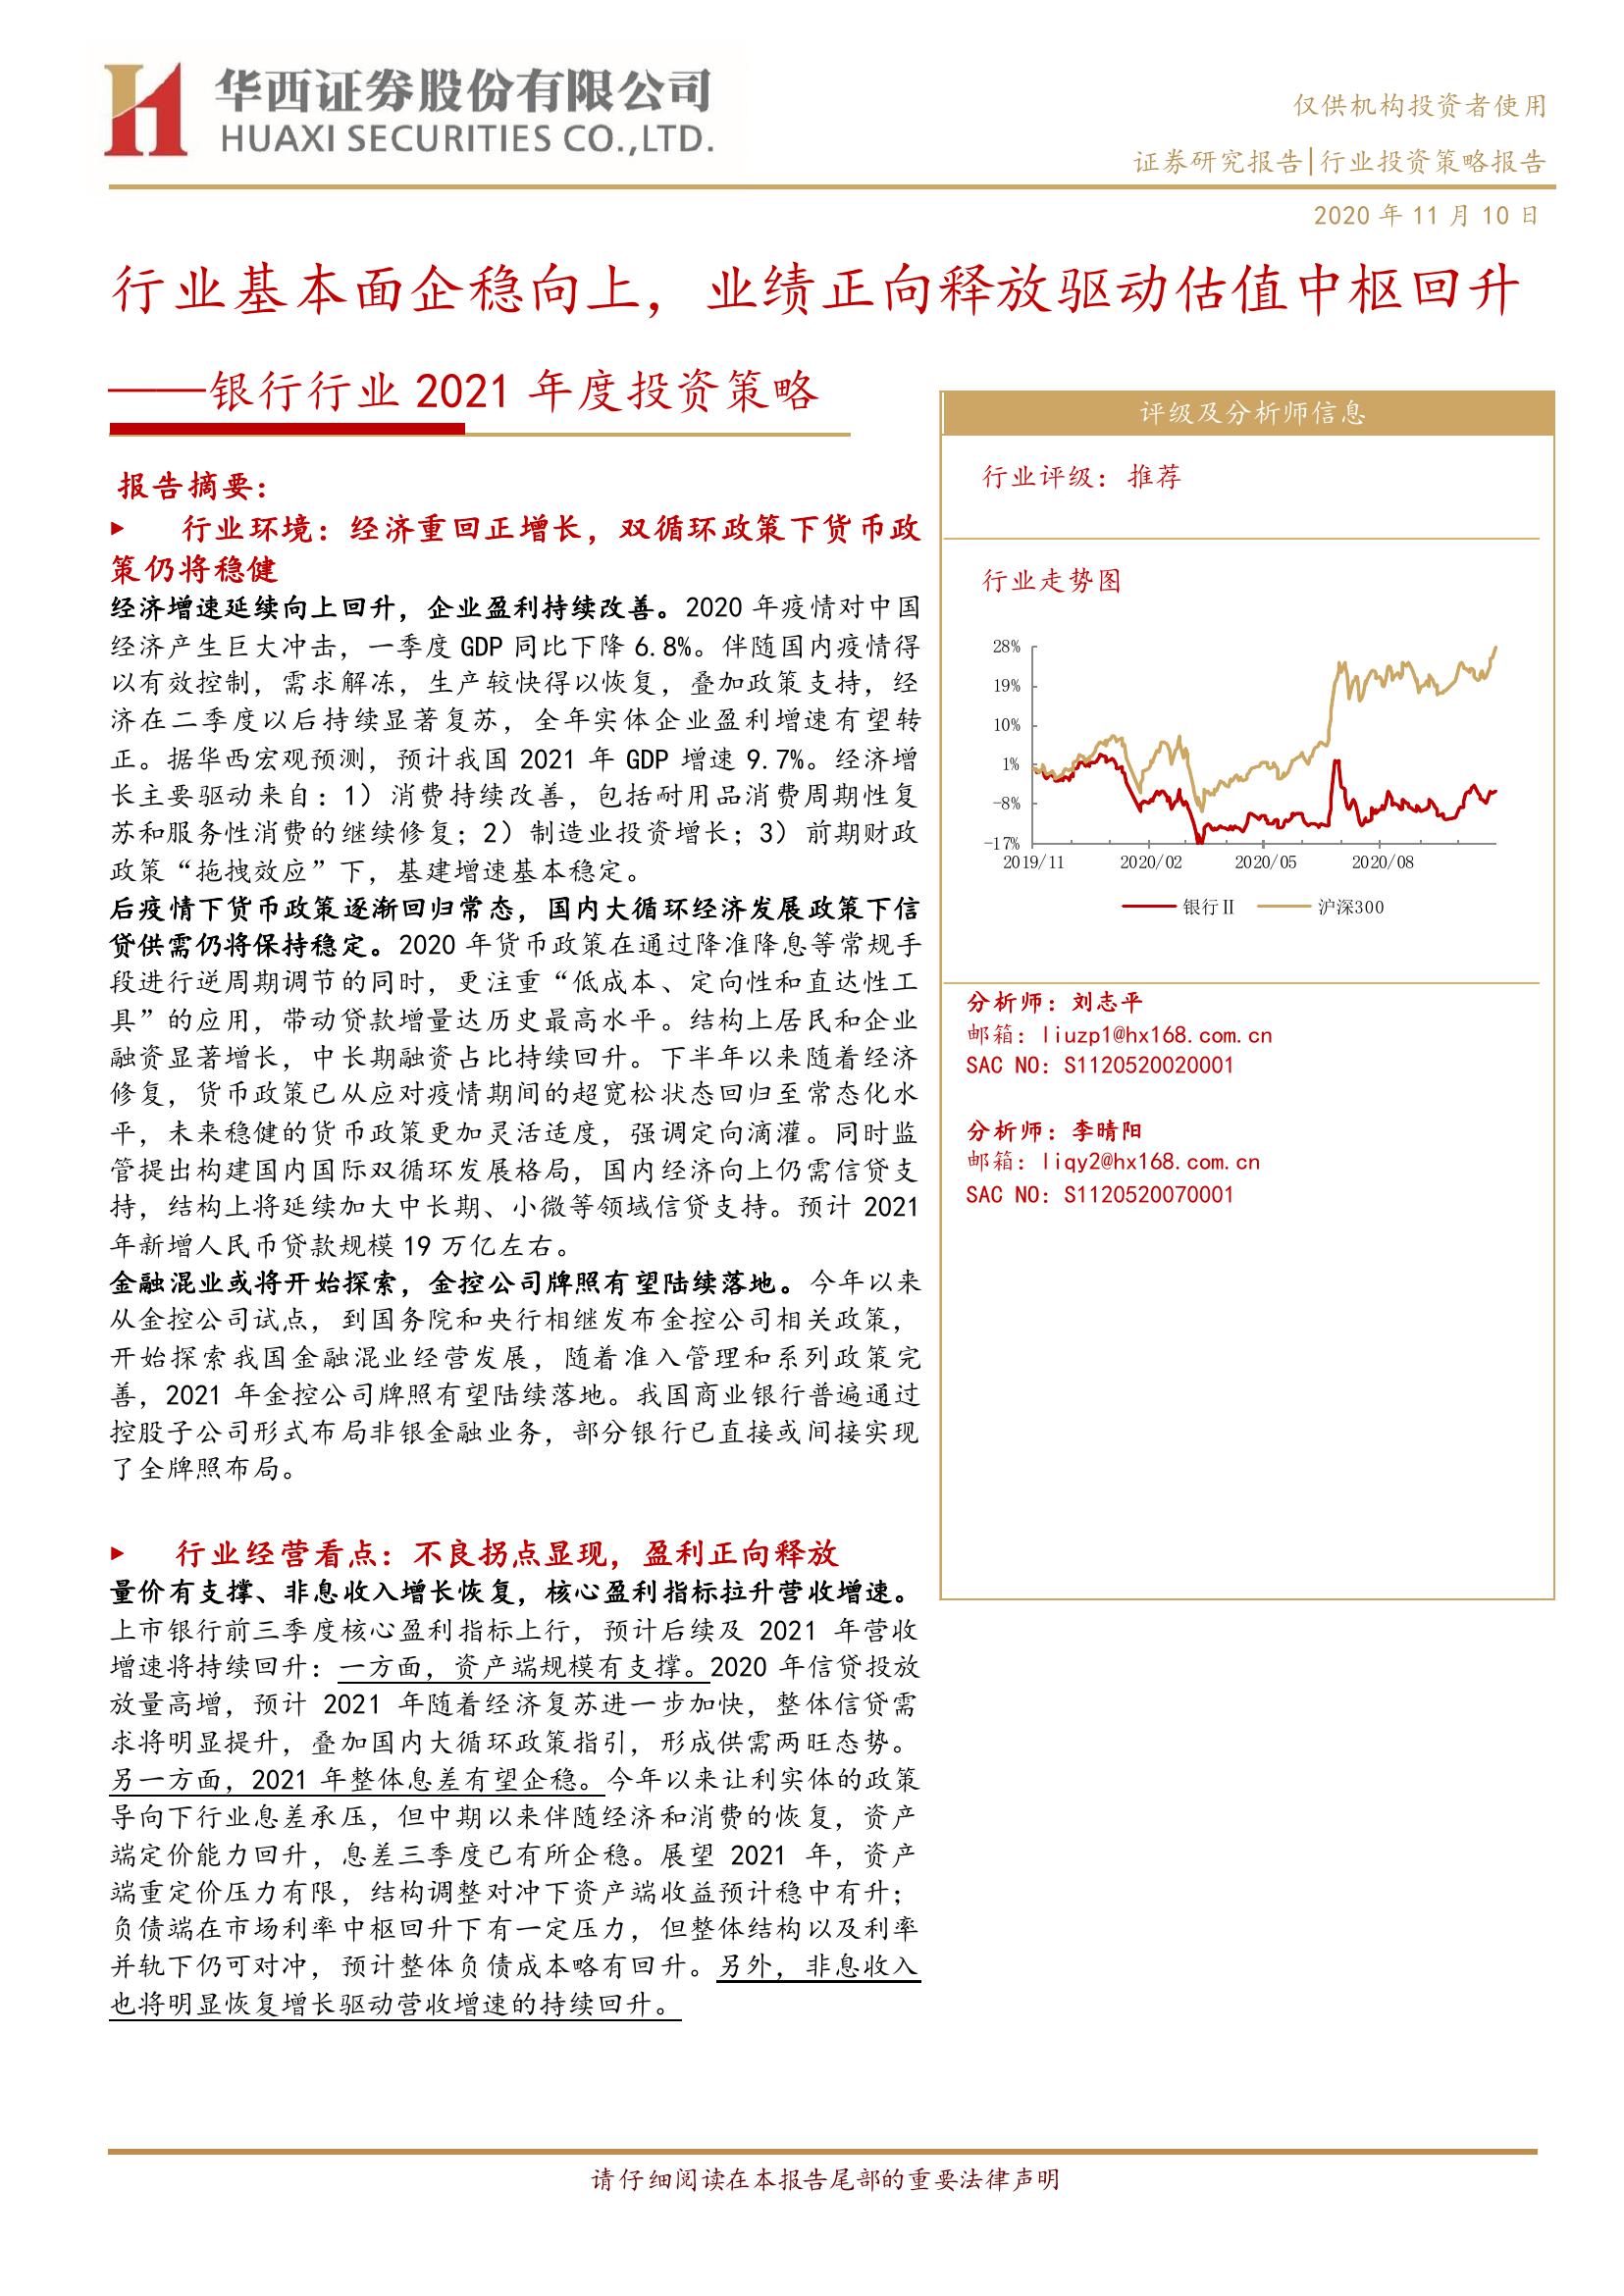 华西证券股份有限公司
HUAXI SECURITIES CO.,LTD.
仅供机构投资者使用
证券研究报告|行业投资策略报告
2020 年 11 月 10 日
行业基本面企稳向上，业绩正向释放驱动估值中枢回升
——银行行业 2021 年度投资策略
报告摘要：
► 行业环境：经济重回正增长，双循环政策下货币政
策仍将稳健
经济增速延续向上回升，企业盈利持续改善。2020 年疫情对中国
经济产生巨大冲击，一季度 GDP 同比下降 6.8%。伴随国内疫情得
以有效控制，需求解冻，生产较快得以恢复，叠加政策支持，经
济在二季度以后持续显著复苏，全年实体企业盈利增速有望转
正。据华西宏观预测，预计我国 2021 年 GDP 增速 9.7%。经济增
长主要驱动来自：1）消费持续改善，包括耐用品消费周期性复
苏和服务性消费的继续修复；2）制造业投资增长；3）前期财政
政策“拖拽效应”下，基建增速基本稳定。
后疫情下货币政策逐渐回归常态，国内大循环经济发展政策下信
贷供需仍将保持稳定。2020 年货币政策在通过降准降息等常规手
段进行逆周期调节的同时，更注重“低成本、定向性和直达性工
具”的应用，带动贷款增量达历史最高水平。结构上居民和企业
融资显著增长，中长期融资占比持续回升。下半年以来随着经济
修复，货币政策已从应对疫情期间的超宽松状态回归至常态化水
平，未来稳健的货币政策更加灵活适度，强调定向滴灌。同时监
管提出构建国内国际双循环发展格局，国内经济向上仍需信贷支
持，结构上将延续加大中长期、小微等领域信贷支持。预计 2021
年新增人民币贷款规模 19 万亿左右。
金融混业或将开始探索，金控公司牌照有望陆续落地。今年以来
从金控公司试点，到国务院和央行相继发布金控公司相关政策，
开始探索我国金融混业经营发展，随着准入管理和系列政策完
善，2021 年金控公司牌照有望陆续落地。我国商业银行普遍通过
控股子公司形式布局非银金融业务，部分银行已直接或间接实现
了全牌照布局。
► 行业经营看点：不良拐点显现，盈利正向释放
量价有支撑、非息收入增长恢复，核心盈利指标拉升营收增速。
上市银行前三季度核心盈利指标上行，预计后续及 2021 年营收
增速将持续回升：一方面，资产端规模有支撑。2020 年信贷投放
放量高增，预计 2021 年随着经济复苏进一步加快，整体信贷需
求将明显提升，叠加国内大循环政策指引，形成供需两旺态势。
另一方面，2021 年整体息差有望企稳。今年以来让利实体的政策
导向下行业息差承压，但中期以来伴随经济和消费的恢复，资产
端定价能力回升，息差三季度已有所企稳。展望 2021 年，资产
端重定价压力有限，结构调整对冲下资产端收益预计稳中有升；
负债端在市场利率中枢回升下有一定压力，但整体结构以及利率
并轨下仍可对冲，预计整体负债成本略有回升。另外，非息收入
也将明显恢复增长驱动营收增速的持续回升。
评级及分析师信息
行业评级：推荐
行业走势图
28%
19%
10%
1%
-8%
-17%
2019/11 2020/02 2020/05 2020/08
银行II 沪深300
分析师：刘志平
邮箱：liuzp1@hx168.com.cn
SAC NO：S1120520020001
分析师：李晴阳
邮箱：liqy2@hx168.com.cn
SAC NO：S1120520070001
请仔细阅读在本报告尾部的重要法律声明